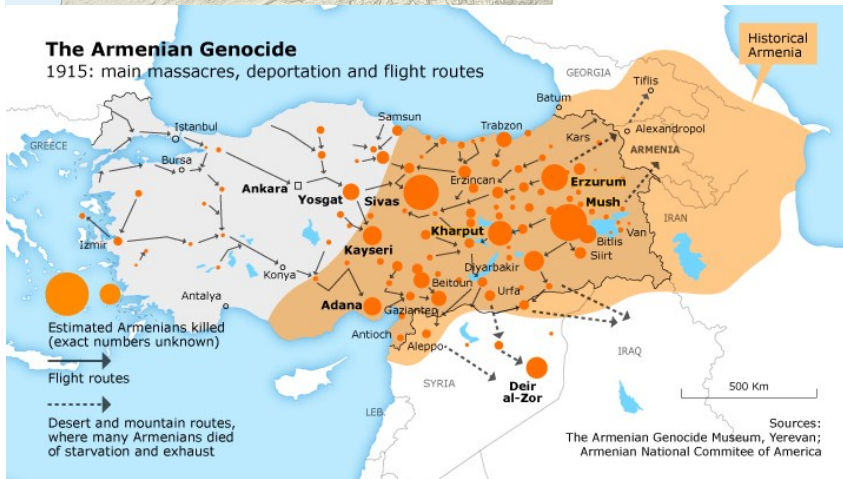 The Armenian Genocide
1915: main massacres, deportation and flight routes
Historical
Armenia
GEORGIA
Tiflis
Batum
Samsun
Trabzon
Kars
Alexandropol
Istanbul
GREECE
Bursa
ARMENIA
Ankara
Yosgat
Sivas
Erzincan
Erzurum
Mush
IRAN
Kharput
Van
Izmir
Kayseri
Bitlis
Siirt
Konya
Diyarbakir
Beitoun
Urfa
Antalya
Adana
Gaziantep
Estimated Armenians killed
(exact numbers unknown)
Antioch
Aleppo
IRAQ
Flight routes
SYRIA
Deir
al-Zor
500 Km
LEB.
Desert and mountain routes,
where many Armenians died
of starvation and exhaust
Sources:
The Armenian Genocide Museum, Yerevan;
Armenian National Commitee of America